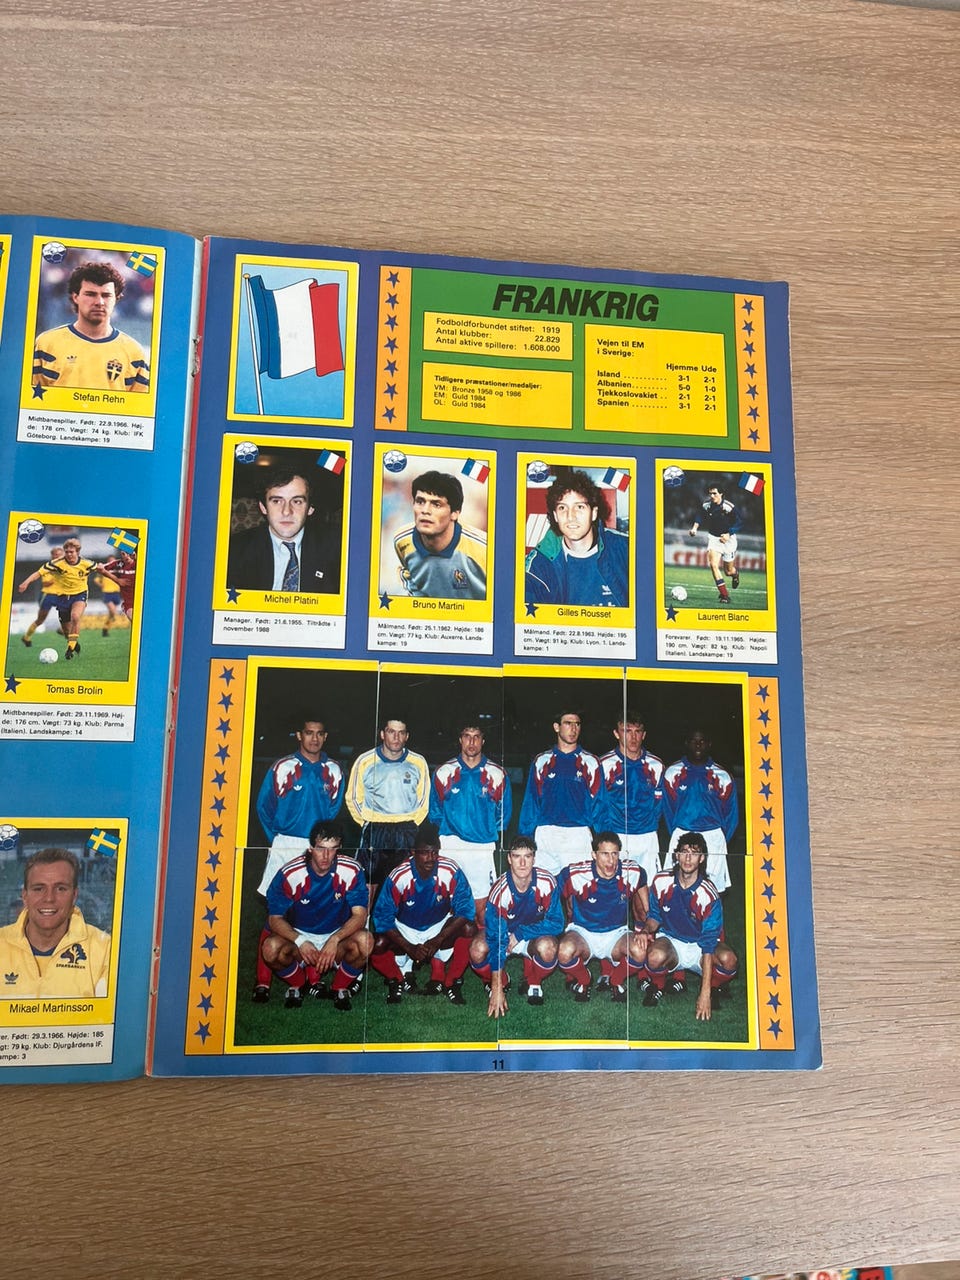 Stefan Rehn
Midtbanespiller. Født: 22.9.1966. Høj-
de: 178 cm. Vægt: 74 kg. Klub: IFK
Göteborg. Landskampe: 19
Tomas Brolin
Midtbanespiller. Født: 29.11.1969. Høj-
de: 176 cm. Vægt: 73 kg. Klub: Parma
(Italien). Landskampe: 14
SPARBANKEN
Mikael Martinsson
Født: 29.3.1966. Højde: 185
79 kg. Klub: Djurgårdens IF.
3
FRANKRIG
Fodboldforbundet stiftet: 1919
Antal klubber: 22.829
Antal aktive spillere: 1.608.000
Tidligere præstationer/medaljer:
VM: Bronze 1958 og 1986
EM: Guld 1984
OL: Guld 1984
Vejen til EM
i Sverige:
Hjemme Ude
Island .......... 3-1 2-1
Albanien....... 5-0 1-0
Tjekkoslovakiet .. 2-1 2-1
Spanien ........ 3-1 2-1
Michel Platini
Manager. Født: 21.6.1955. Tiltrådte i
november 1988
Bruno Martini
Målmand. Født: 25.1.1962. Højde: 186
cm. Vægt: 77 kg. Klub: Auxerre. Lands-
kampe: 19
Gilles Rousset
Målmand. Født: 22.8.1963. Højde: 195
cm. Vægt: 91 kg. Klub: Lyon. 1. Lands-
kampe: 1
Laurent Blanc
Forsvarer. Født: 19.11.1965. Højde:
190 cm. Vægt: 82 kg. Klub: Napoli
(Italien). Landskampe: 19
11